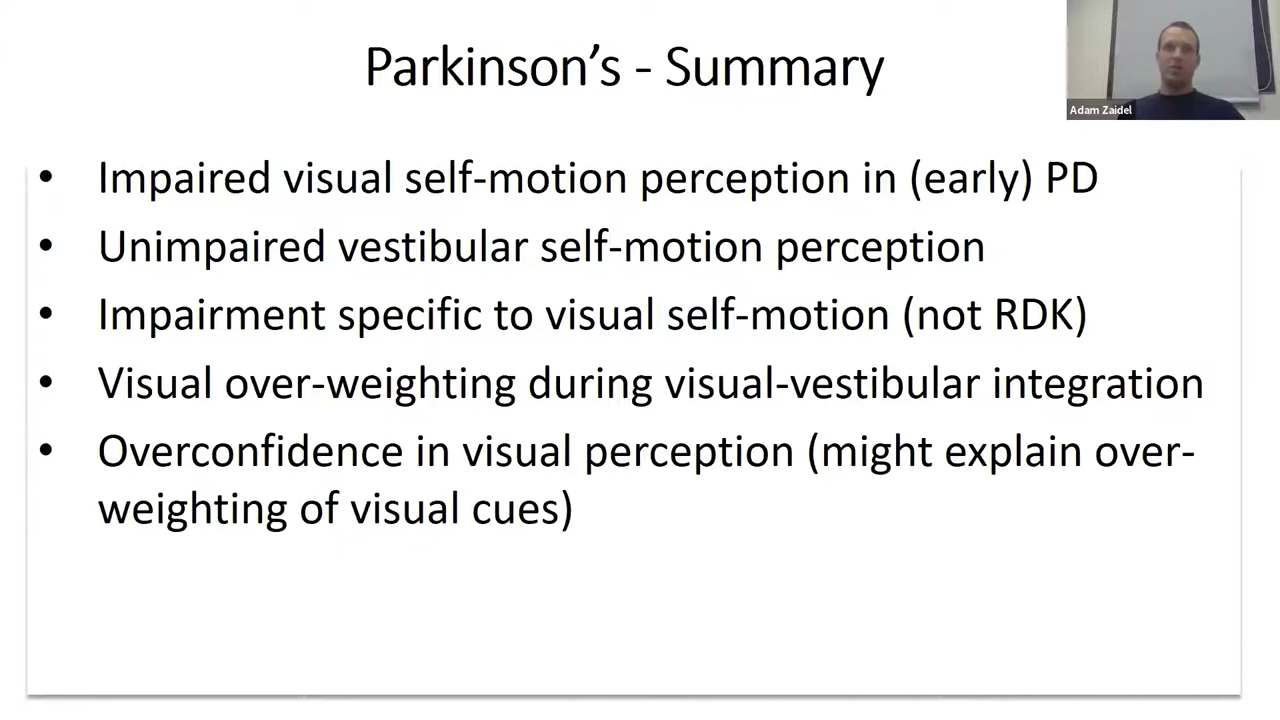 Parkinson’s - Summary
Adam Zaidel
• Impaired visual self-motion perception in (early) PD
• Unimpaired vestibular self-motion perception
• Impairment specific to visual self-motion (not RDK)
• Visual over-weighting during visual-vestibular integration
• Overconfidence in visual perception (might explain over-
weighting of visual cues)